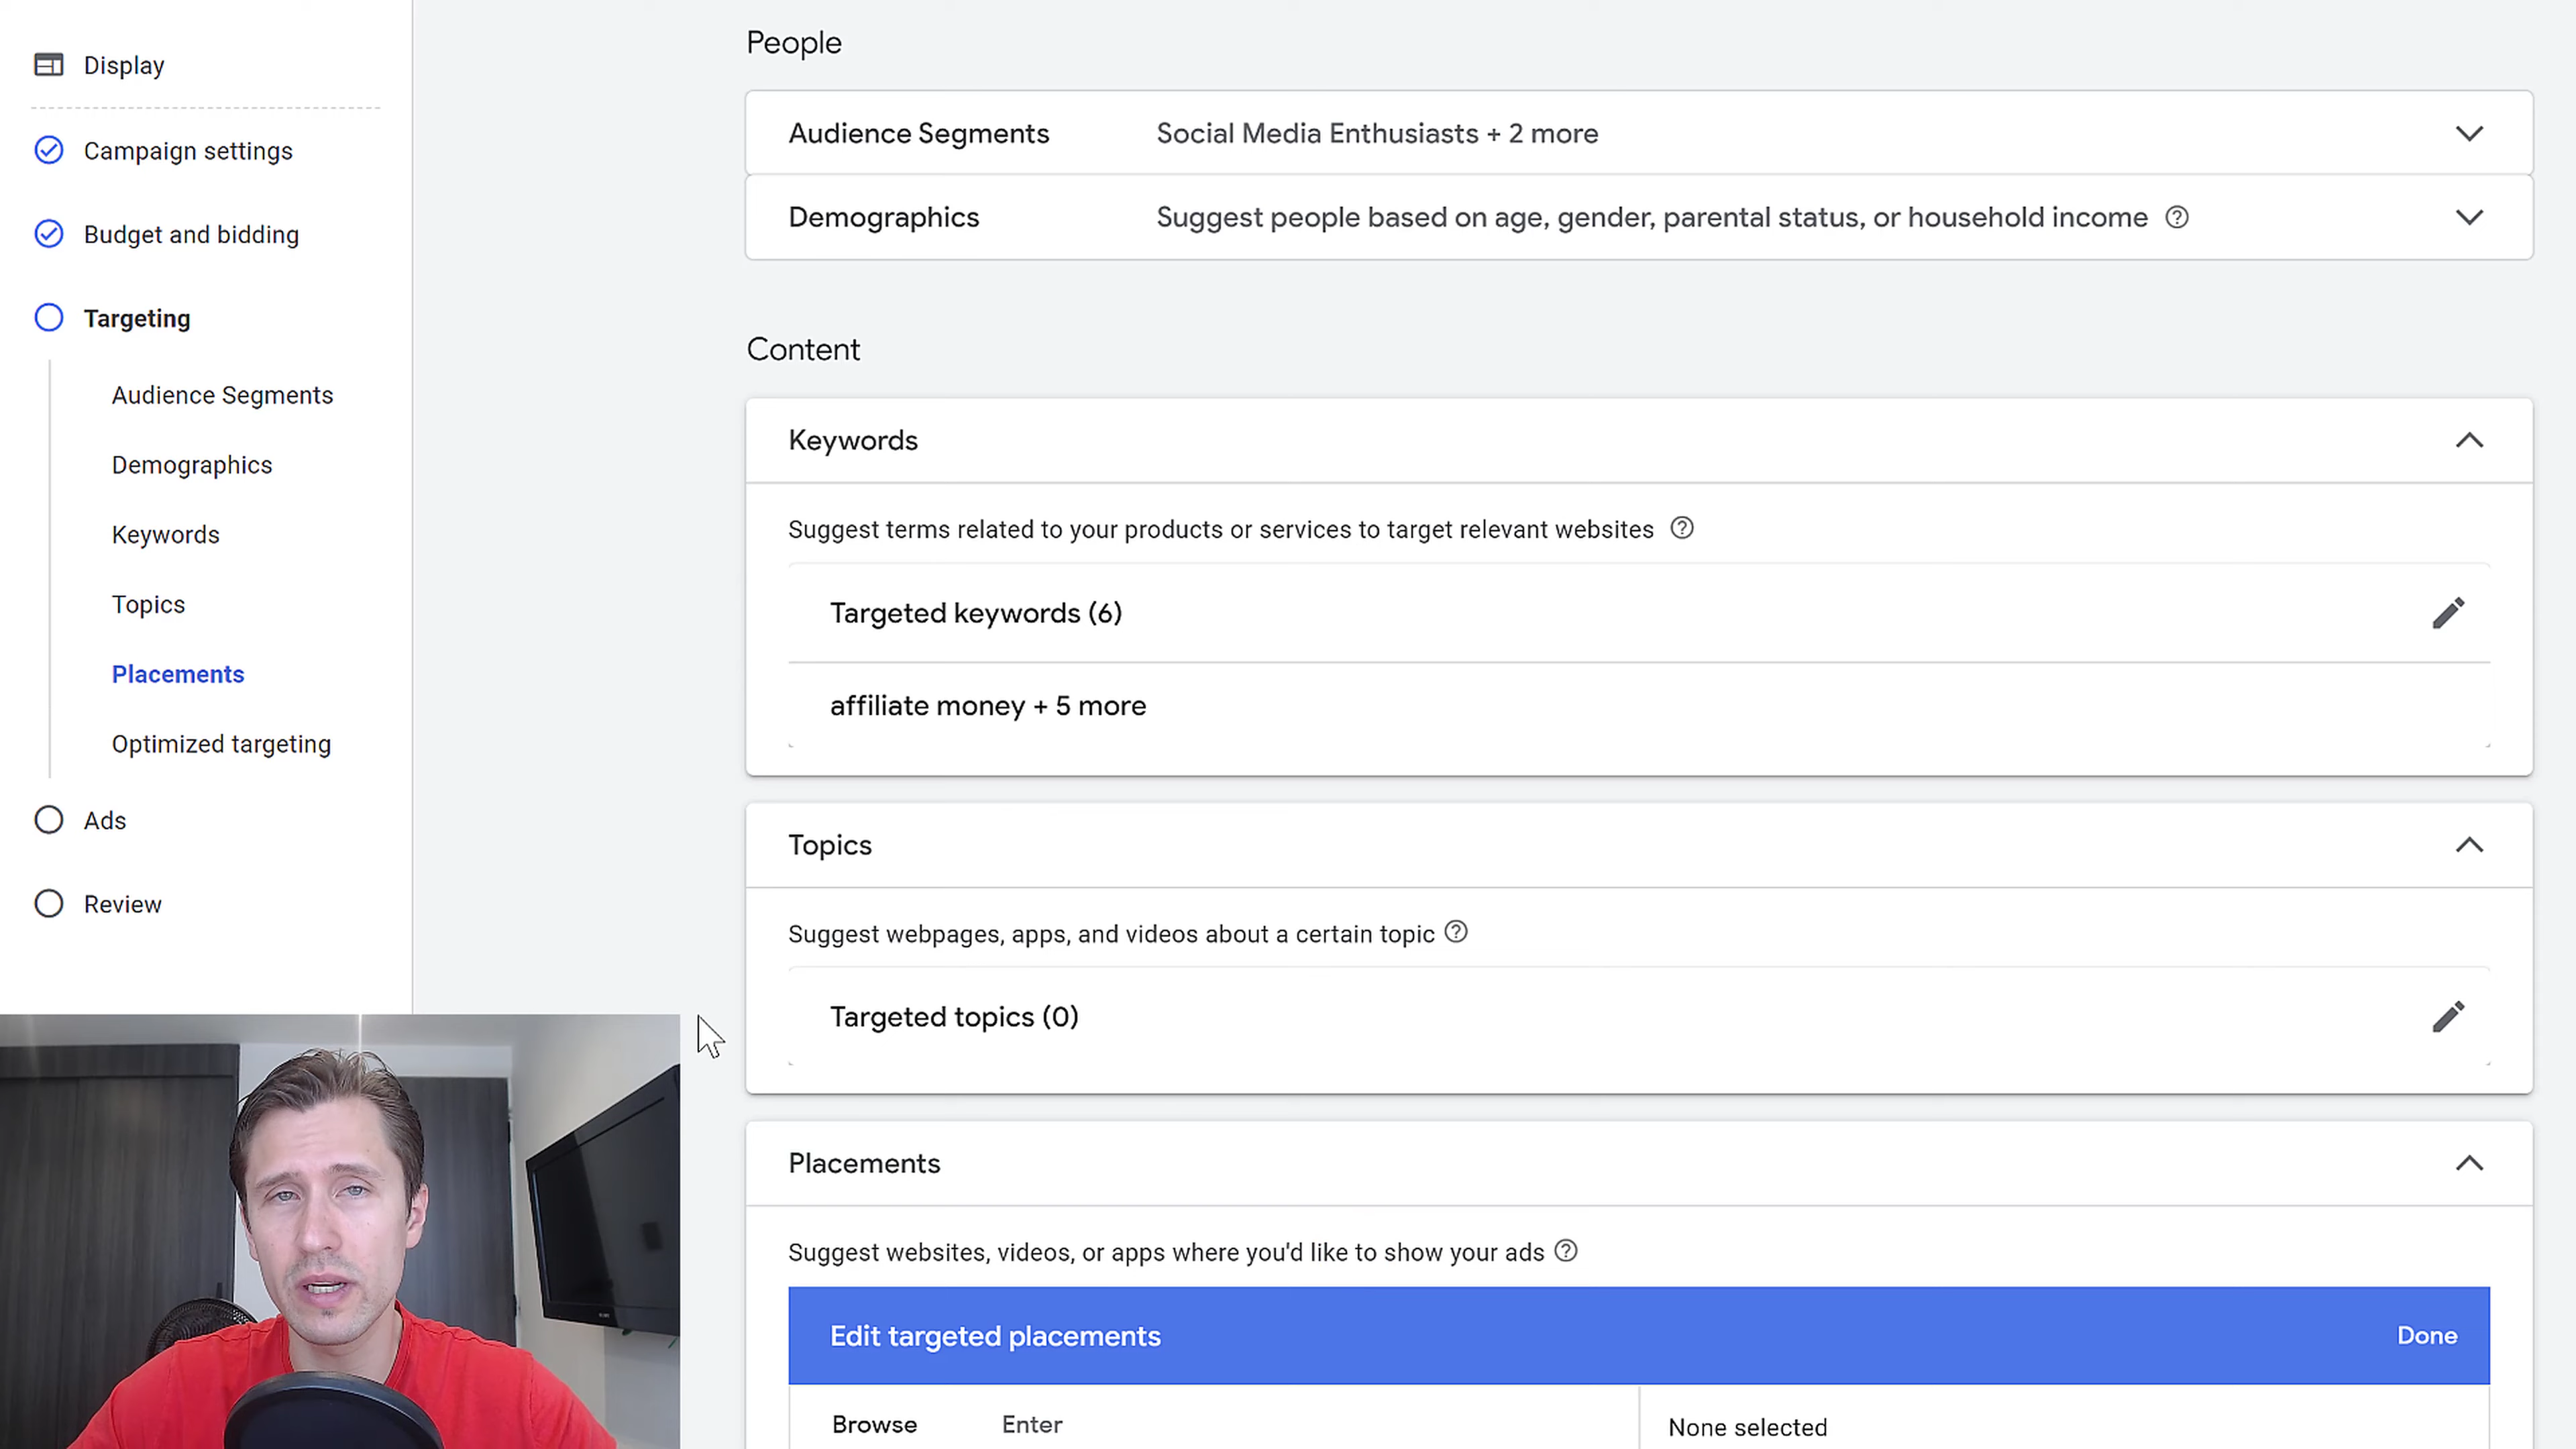 Display
Campaign settings
Budget and bidding
Targeting
Audience Segments
Demographics
Keywords
Topics
Placements
Optimized targeting
Ads
Review
People
Audience Segments Social Media Enthusiasts + 2 more
Demographics Suggest people based on age, gender, parental status, or household income
Content
Keywords
Suggest terms related to your products or services to target relevant websites
Targeted keywords (6)
affiliate money + 5 more
Topics
Suggest webpages, apps, and videos about a certain topic
Targeted topics (0)
Placements
Suggest websites, videos, or apps where you'd like to show your ads
Edit targeted placements Done
Browse Enter None selected